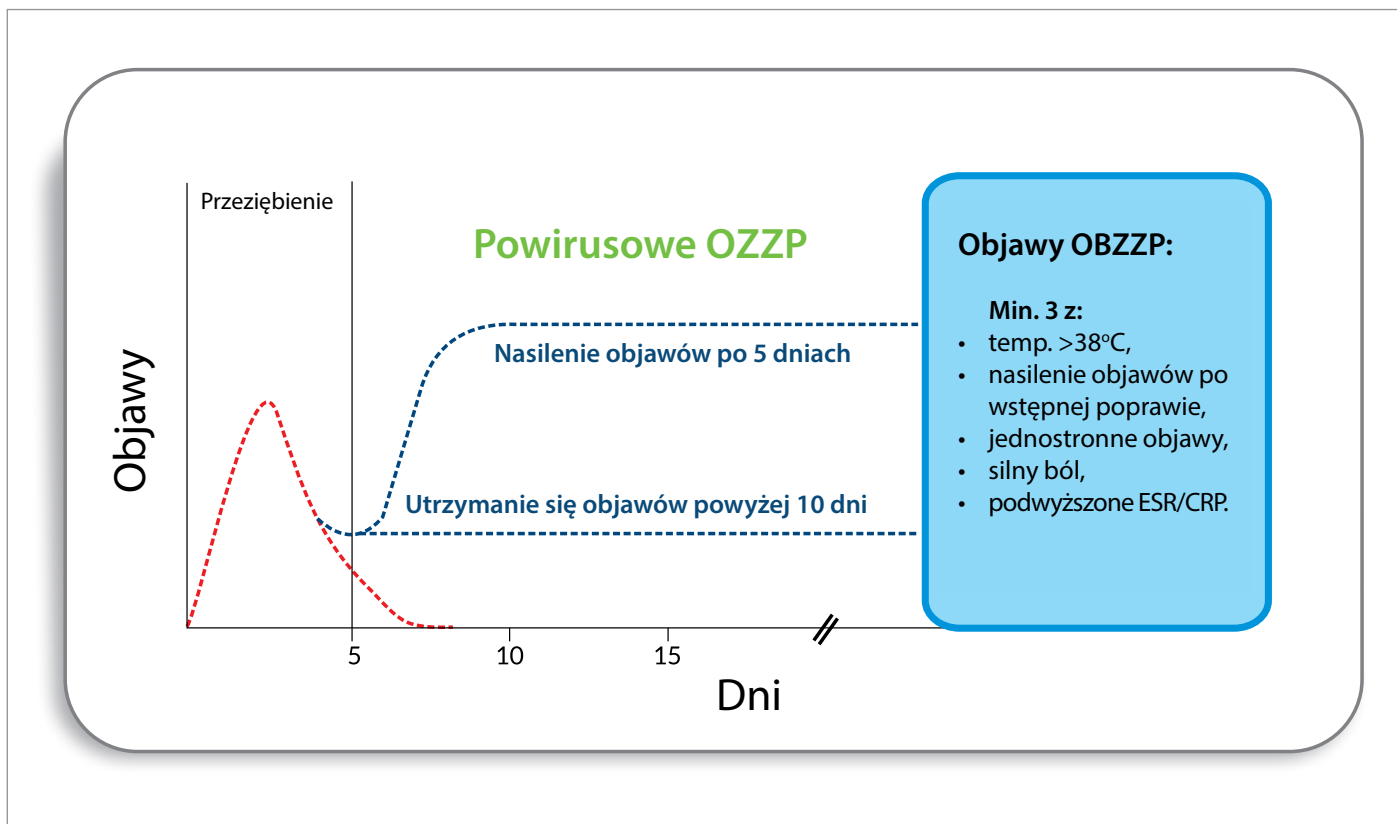 Przeziębienie
Powirusowe OZZP
Nasilenie objawów po 5 dniach
Utrzymanie się objawów powyżej 10 dni
Objawy
5
10
15
Dni
Objawy OBZZP:
Min. 3 z:
• temp. >38°C,
• nasilenie objawów po
wstępnej poprawie,
• jednostronne objawy,
• silny ból,
• podwyższone ESR/CRP.